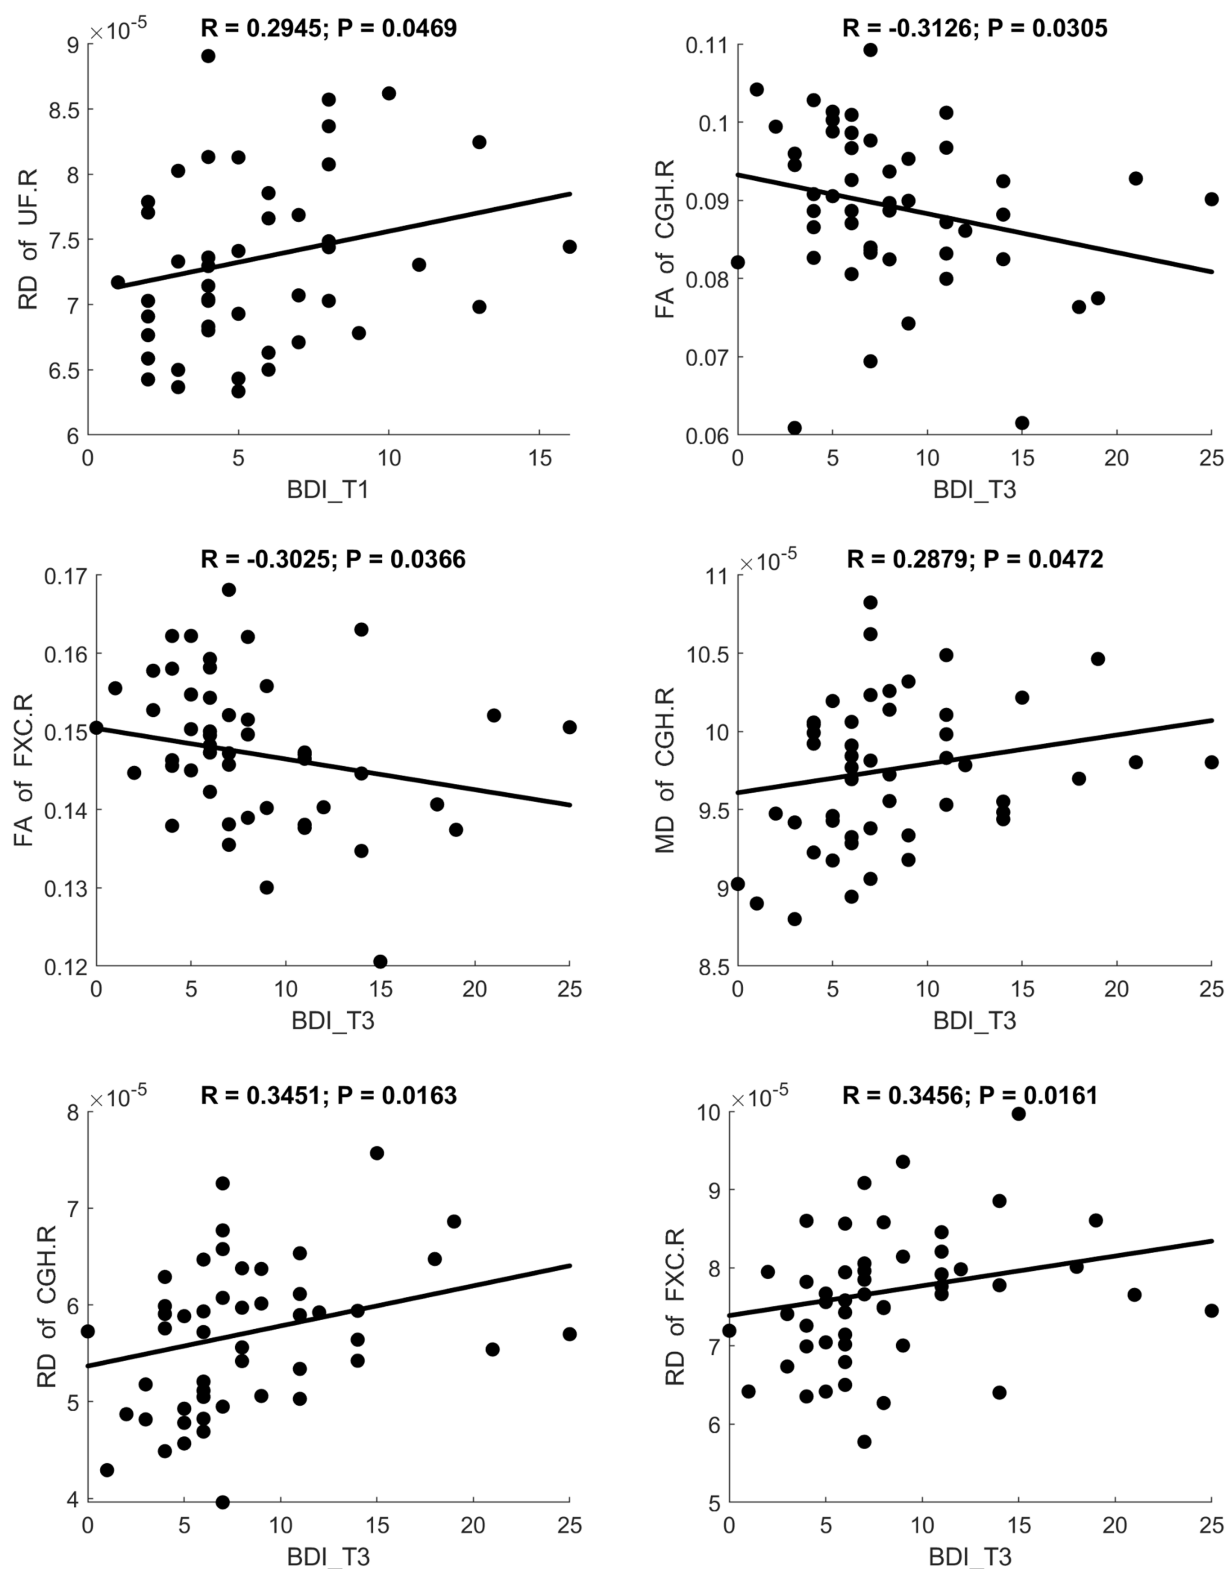 R = 0.2945; P = 0.0469
×10-5
9
8.5
8
7.5
7
6.5
6
RD of UF.R
0 5 10 15
BDI_T1
R = -0.3126; P = 0.0305
0.11
0.1
0.09
0.08
0.07
0.06
FA of CGH.R
0 5 10 15 20 25
BDI_T3
R = -0.3025; P = 0.0366
0.17
0.16
0.15
0.14
0.13
0.12
FA of FXC.R
0 5 10 15 20 25
BDI_T3
R = 0.2879; P = 0.0472
×10-5
11
10.5
10
9.5
9
8.5
MD of CGH.R
0 5 10 15 20 25
BDI_T3
R = 0.3451; P = 0.0163
×10-5
8
7
6
5
4
RD of CGH.R
0 5 10 15 20 25
BDI_T3
R = 0.3456; P = 0.0161
×10-5
10
9
8
7
6
5
RD of FXC.R
0 5 10 15 20 25
BDI_T3